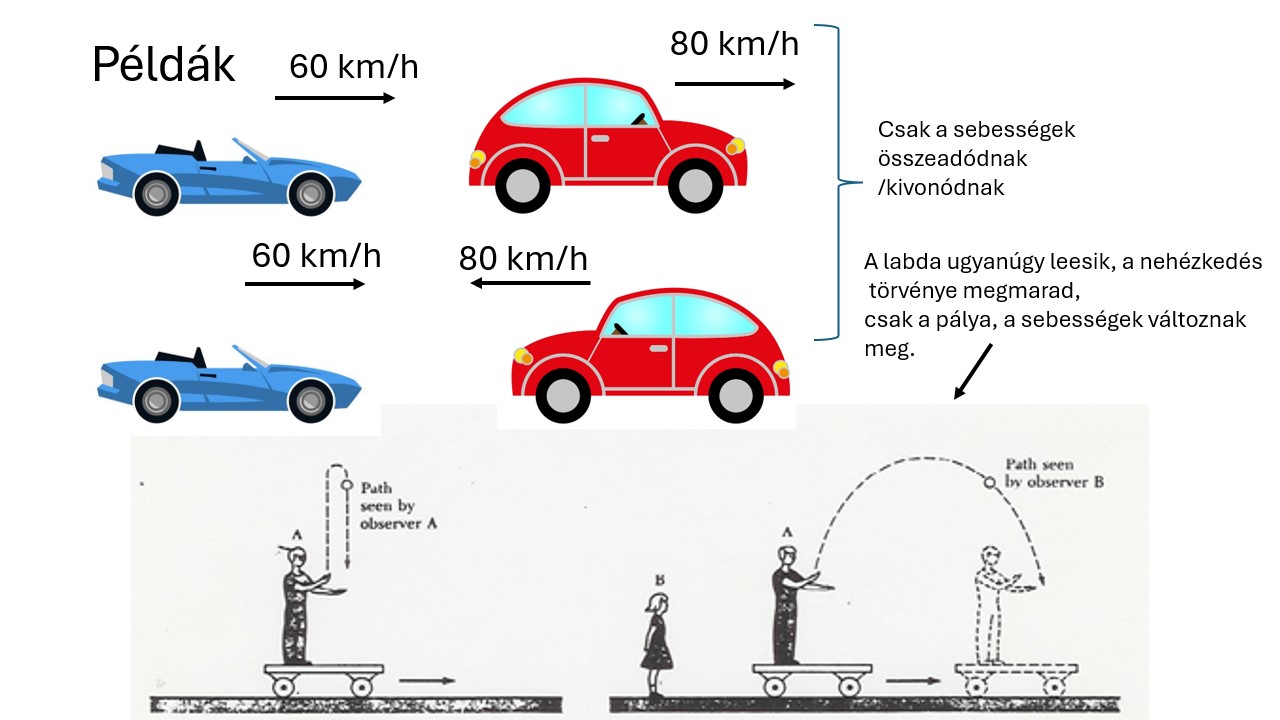 Példák
60 km/h
80 km/h
Csak a sebességek
összeadódnak
/kivonódnak
60 km/h
80 km/h
A labda ugyanúgy leesik, a nehézkedés
törvénye megmarad,
csak a pálya, a sebességek változnak
meg.
Path
seen by
observer A
A
Path seen
by observer B
A
B